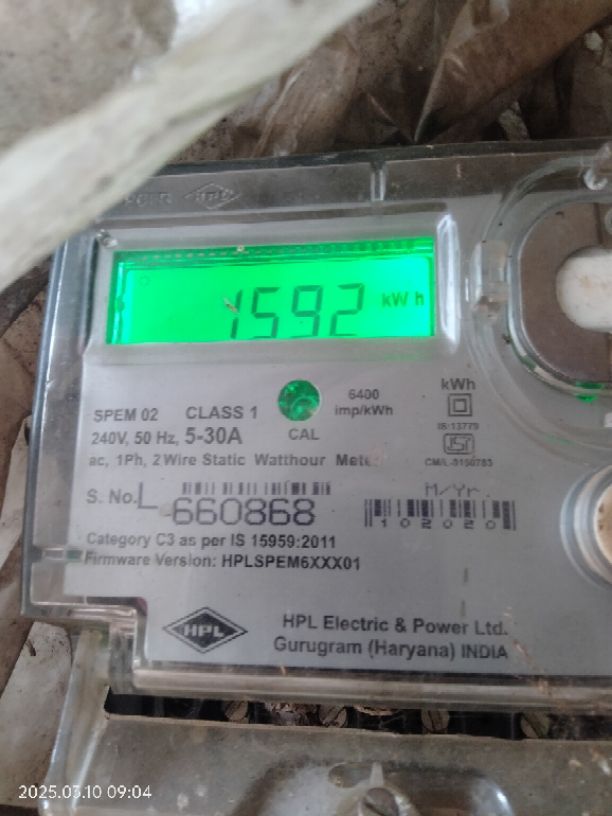 HPL
1592 kWh
SPEM 02 CLASS 1
6400
imp/kWh
kWh
240V, 50 Hz, 5-30A
CAL
IS:13779
ac, 1Ph, 2 Wire Static Watthour Mete
CM/L-
S. No. L 660868
M/Yr.
102020
Category C3 as per IS 15959:2011
Firmware Version: HPLSPEM6XXX01
HPL
HPL Electric & Power Ltd.
Gurugram (Haryana) INDIA
2025.03.10 09:04